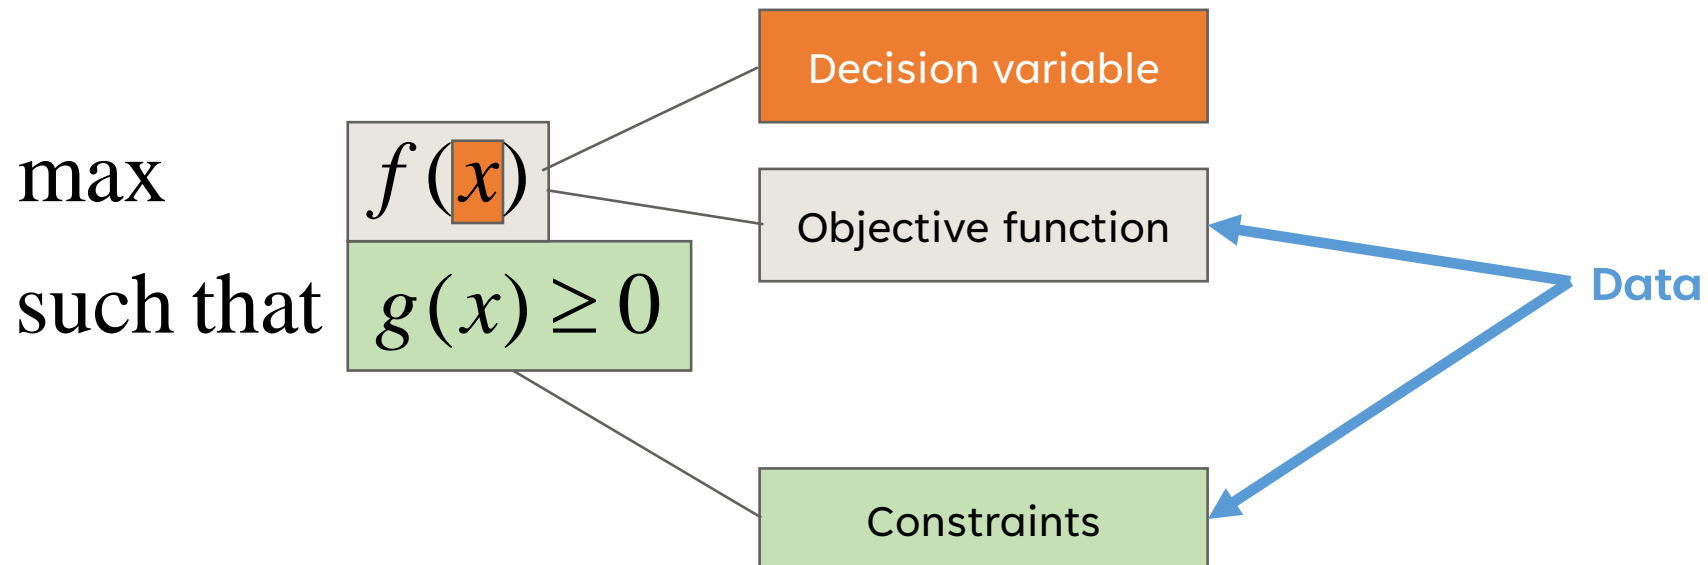 max f(x)
such that g(x) ≥ 0
Decision variable
Objective function
Constraints
Data